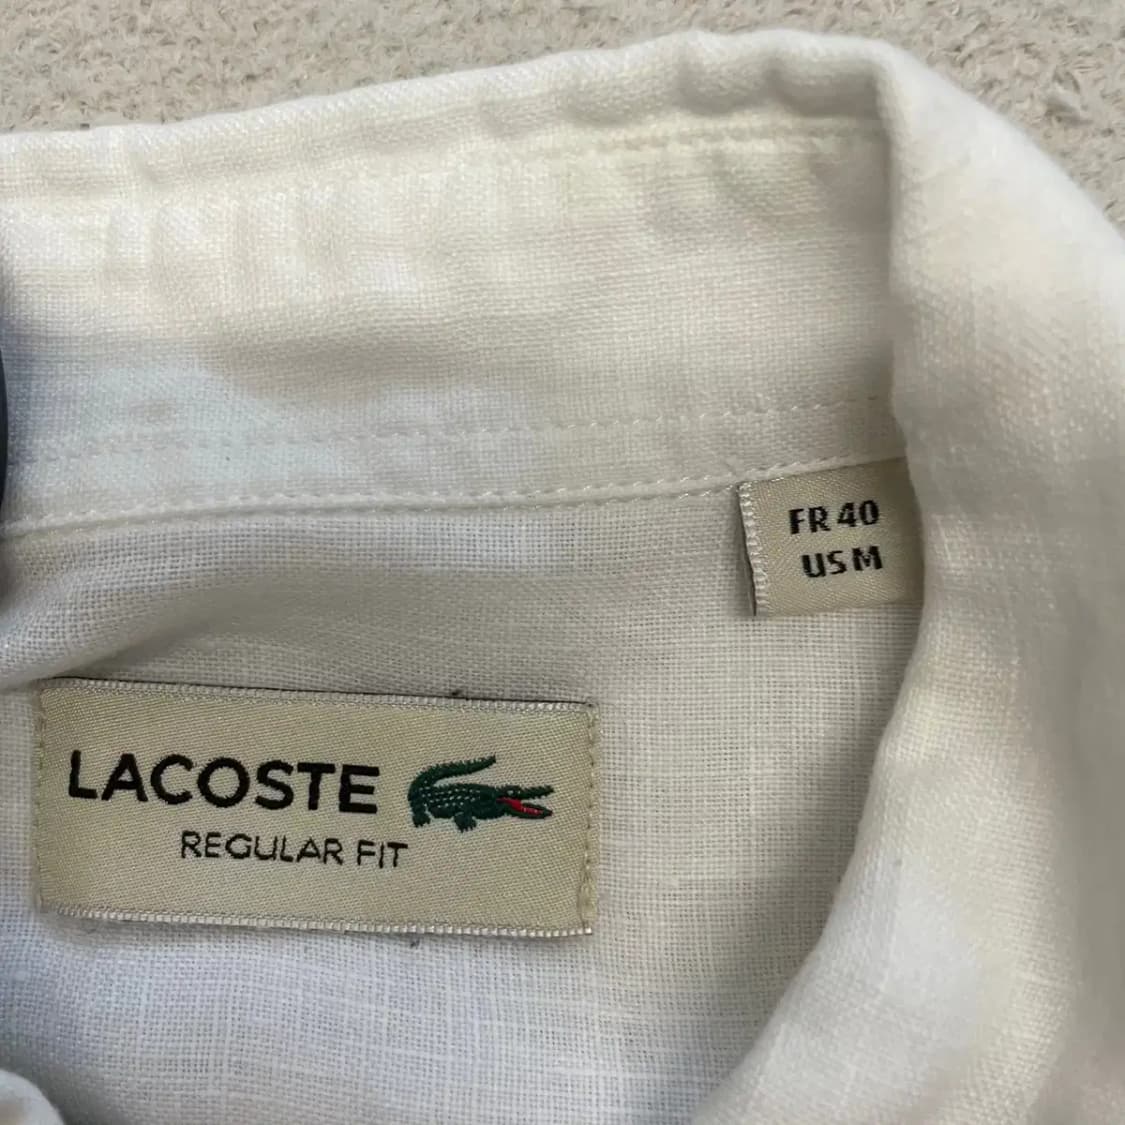 FR 40
US M
LACOSTE
REGULAR FIT